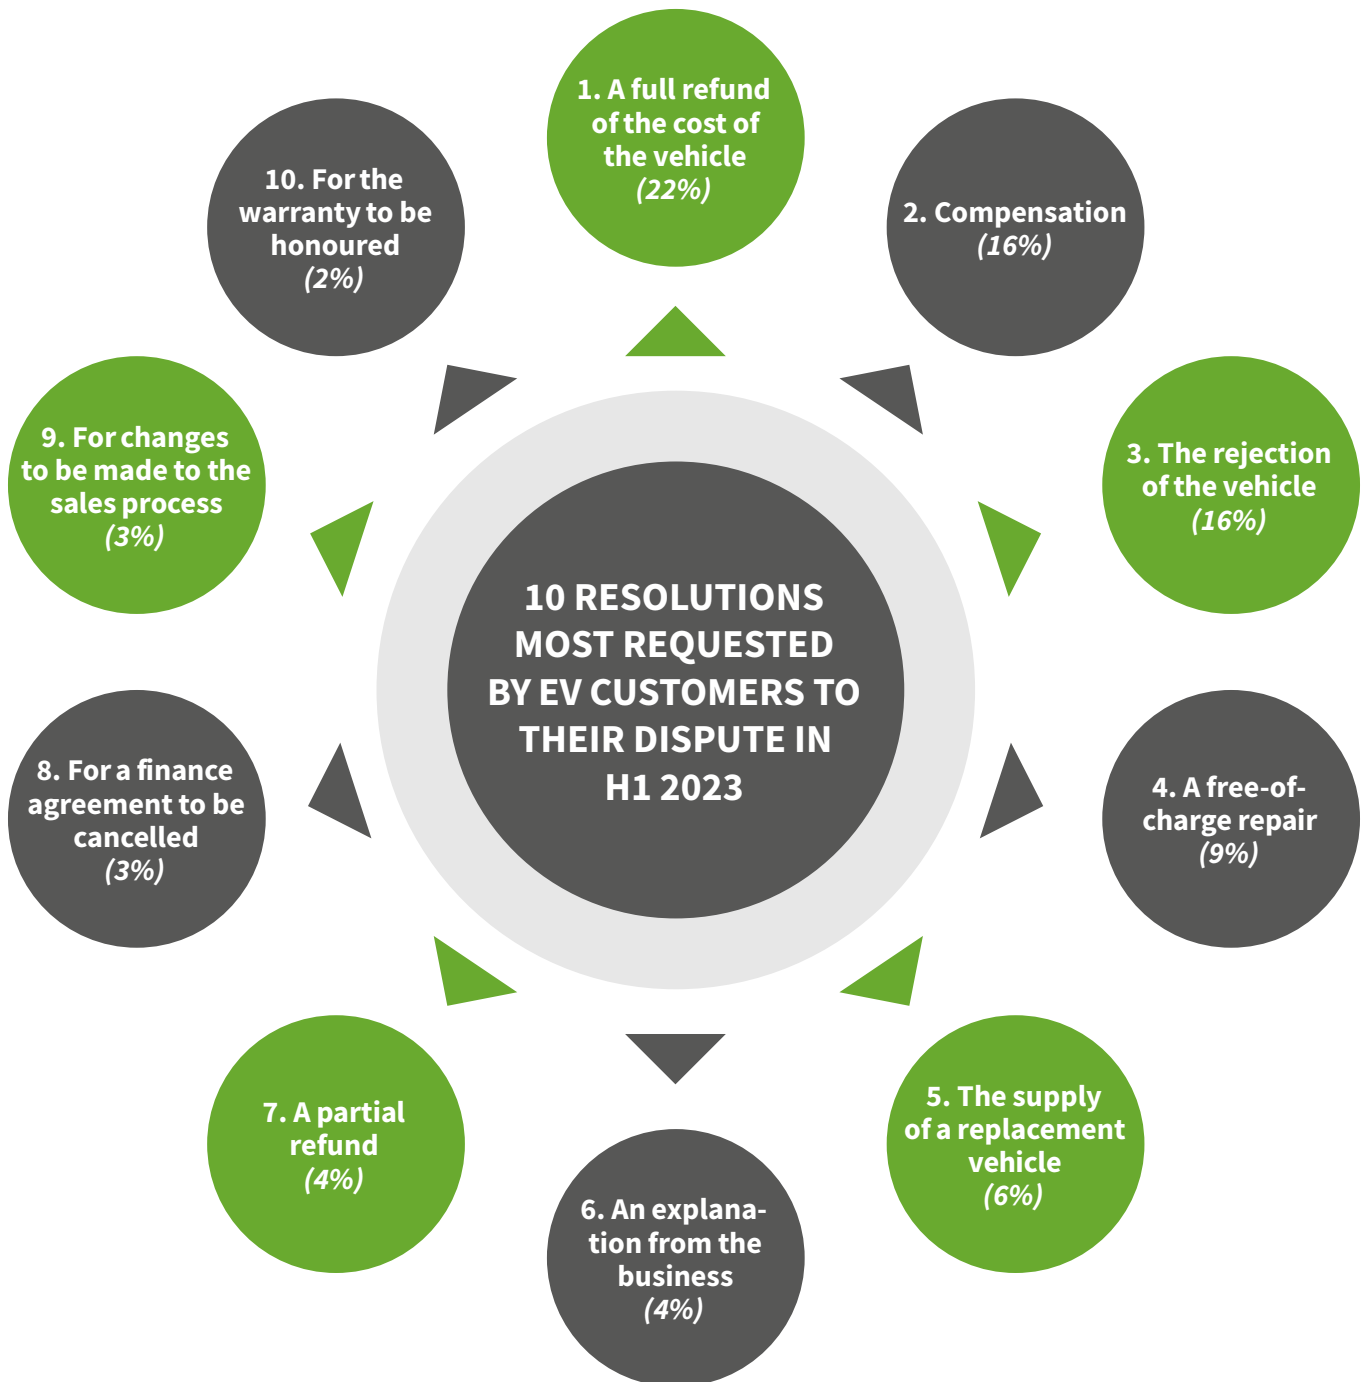 1. A full refund
of the cost of
the vehicle
(22%)
2. Compensation
(16%)
3. The rejection
of the vehicle
(16%)
4. A free-of-
charge repair
(9%)
5. The supply
of a replacement
vehicle
(6%)
6. An explana-
tion from the
business
(4%)
7. A partial
refund
(4%)
8. For a finance
agreement to be
cancelled
(3%)
9. For changes
to be made to the
sales process
(3%)
10. For the
warranty to be
honoured
(2%)
10 RESOLUTIONS
MOST REQUESTED
BY EV CUSTOMERS TO
THEIR DISPUTE IN
H1 2023